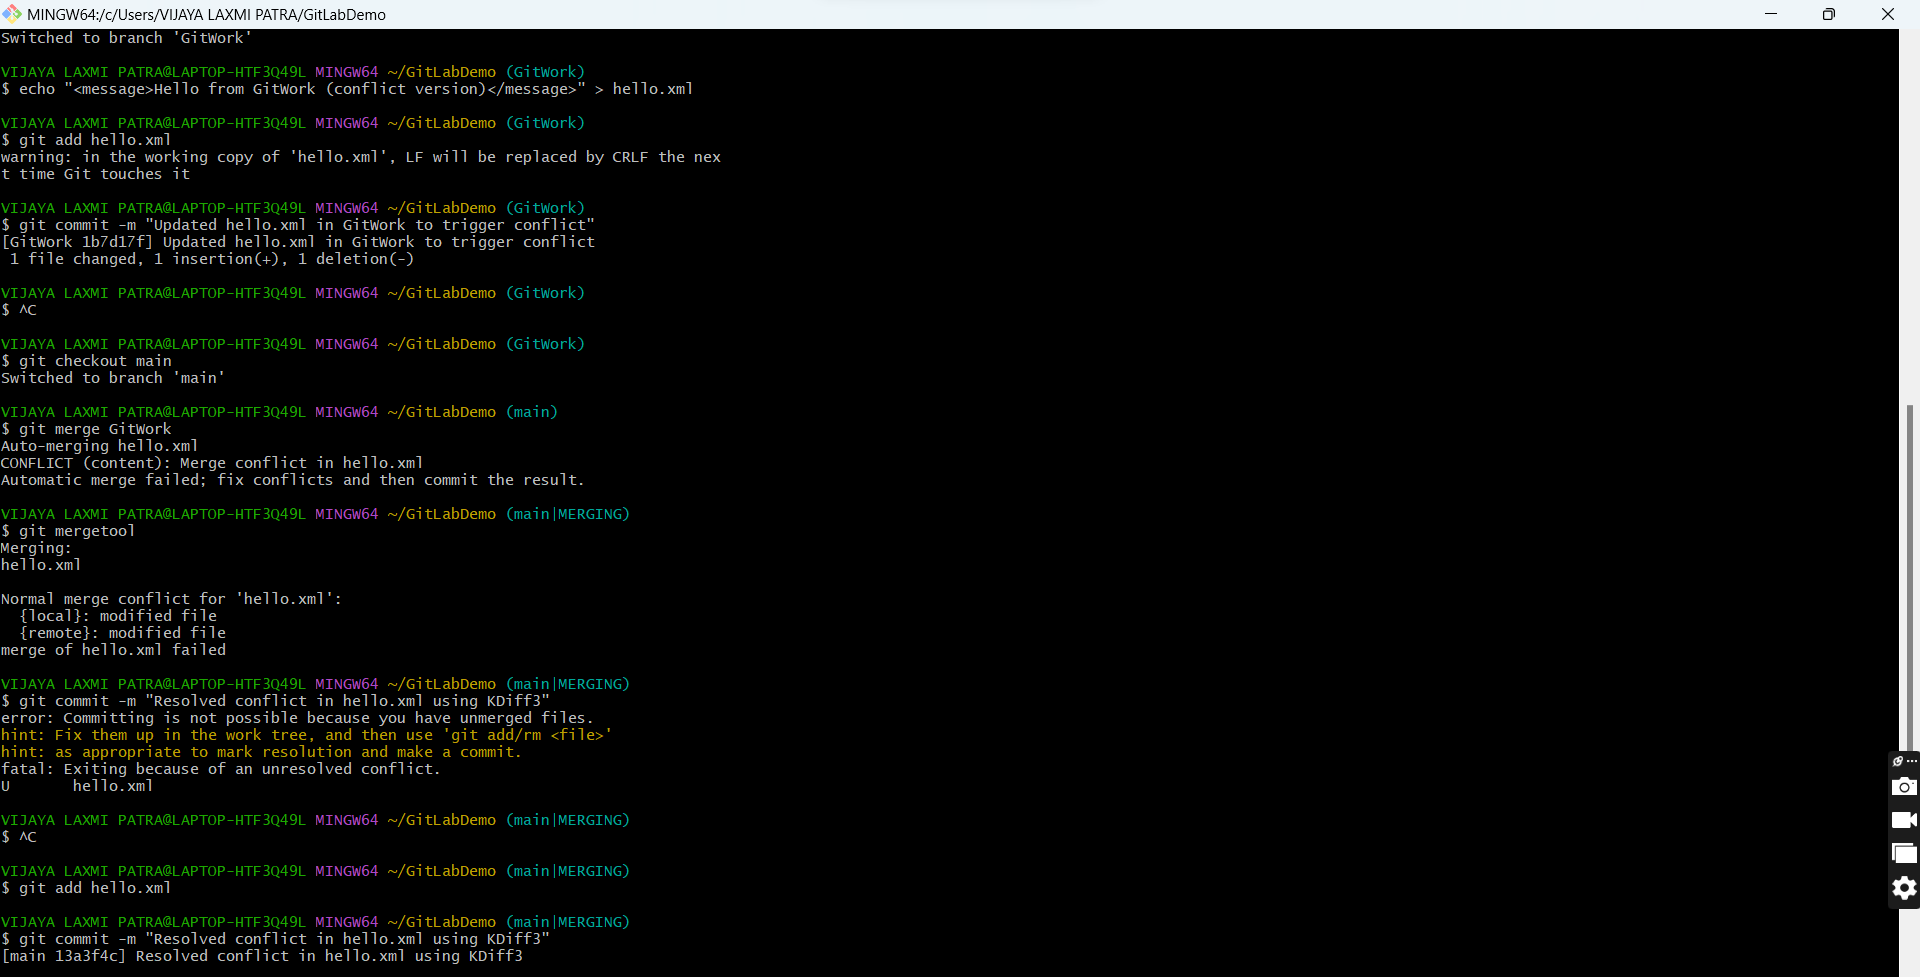 MINGW64:/c/Users/VIJAYA LAXMI PATRA/GitLabDemo
Switched to branch 'GitWork'
VIJAYA LAXMI PATRA@LAPTOP-HTF3Q49L MINGW64 ~/GitLabDemo (GitWork)
$ echo "<message>Hello from GitWork (conflict version)</message>" > hello.xml
VIJAYA LAXMI PATRA@LAPTOP-HTF3Q49L MINGW64 ~/GitLabDemo (GitWork)
$ git add hello.xml
warning: in the working copy of 'hello.xml', LF will be replaced by CRLF the nex
t time Git touches it
VIJAYA LAXMI PATRA@LAPTOP-HTF3Q49L MINGW64 ~/GitLabDemo (GitWork)
$ git commit -m "Updated hello.xml in GitWork to trigger conflict"
[GitWork 1b7d17f] Updated hello.xml in GitWork to trigger conflict
 1 file changed, 1 insertion(+), 1 deletion(-)
VIJAYA LAXMI PATRA@LAPTOP-HTF3Q49L MINGW64 ~/GitLabDemo (GitWork)
$ ^C
VIJAYA LAXMI PATRA@LAPTOP-HTF3Q49L MINGW64 ~/GitLabDemo (GitWork)
$ git checkout main
Switched to branch 'main'
VIJAYA LAXMI PATRA@LAPTOP-HTF3Q49L MINGW64 ~/GitLabDemo (main)
$ git merge GitWork
Auto-merging hello.xml
CONFLICT (content): Merge conflict in hello.xml
Automatic merge failed; fix conflicts and then commit the result.
VIJAYA LAXMI PATRA@LAPTOP-HTF3Q49L MINGW64 ~/GitLabDemo (main|MERGING)
$ git mergetool
Merging:
hello.xml
Normal merge conflict for 'hello.xml':
  {local}: modified file
  {remote}: modified file
merge of hello.xml failed
VIJAYA LAXMI PATRA@LAPTOP-HTF3Q49L MINGW64 ~/GitLabDemo (main|MERGING)
$ git commit -m "Resolved conflict in hello.xml using KDiff3"
error: Committing is not possible because you have unmerged files.
hint: Fix them up in the work tree, and then use 'git add/rm <file>'
hint: as appropriate to mark resolution and make a commit.
fatal: Exiting because of an unresolved conflict.
U       hello.xml
VIJAYA LAXMI PATRA@LAPTOP-HTF3Q49L MINGW64 ~/GitLabDemo (main|MERGING)
$ ^C
VIJAYA LAXMI PATRA@LAPTOP-HTF3Q49L MINGW64 ~/GitLabDemo (main|MERGING)
$ git add hello.xml
VIJAYA LAXMI PATRA@LAPTOP-HTF3Q49L MINGW64 ~/GitLabDemo (main|MERGING)
$ git commit -m "Resolved conflict in hello.xml using KDiff3"
[main 13a3f4c] Resolved conflict in hello.xml using KDiff3